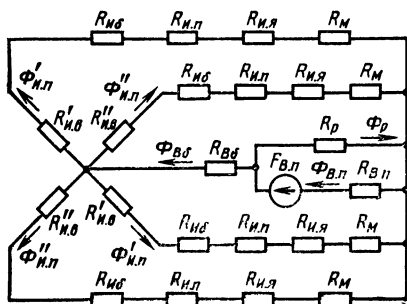 Rиб Rи.п Rи.я Rм
Φ'и.п Φ''и.п Rиб Rи.п Rи.я Rм
R'и.в R''и.в Rр Φр
ΦВб RВб FВ.п ΦВ.п RВп
R''и.в R'и.в Rиб Rи.п Rи.я Rм
Φ''и.п Φ'и.п
Rиб Rи.п Rи.я Rм